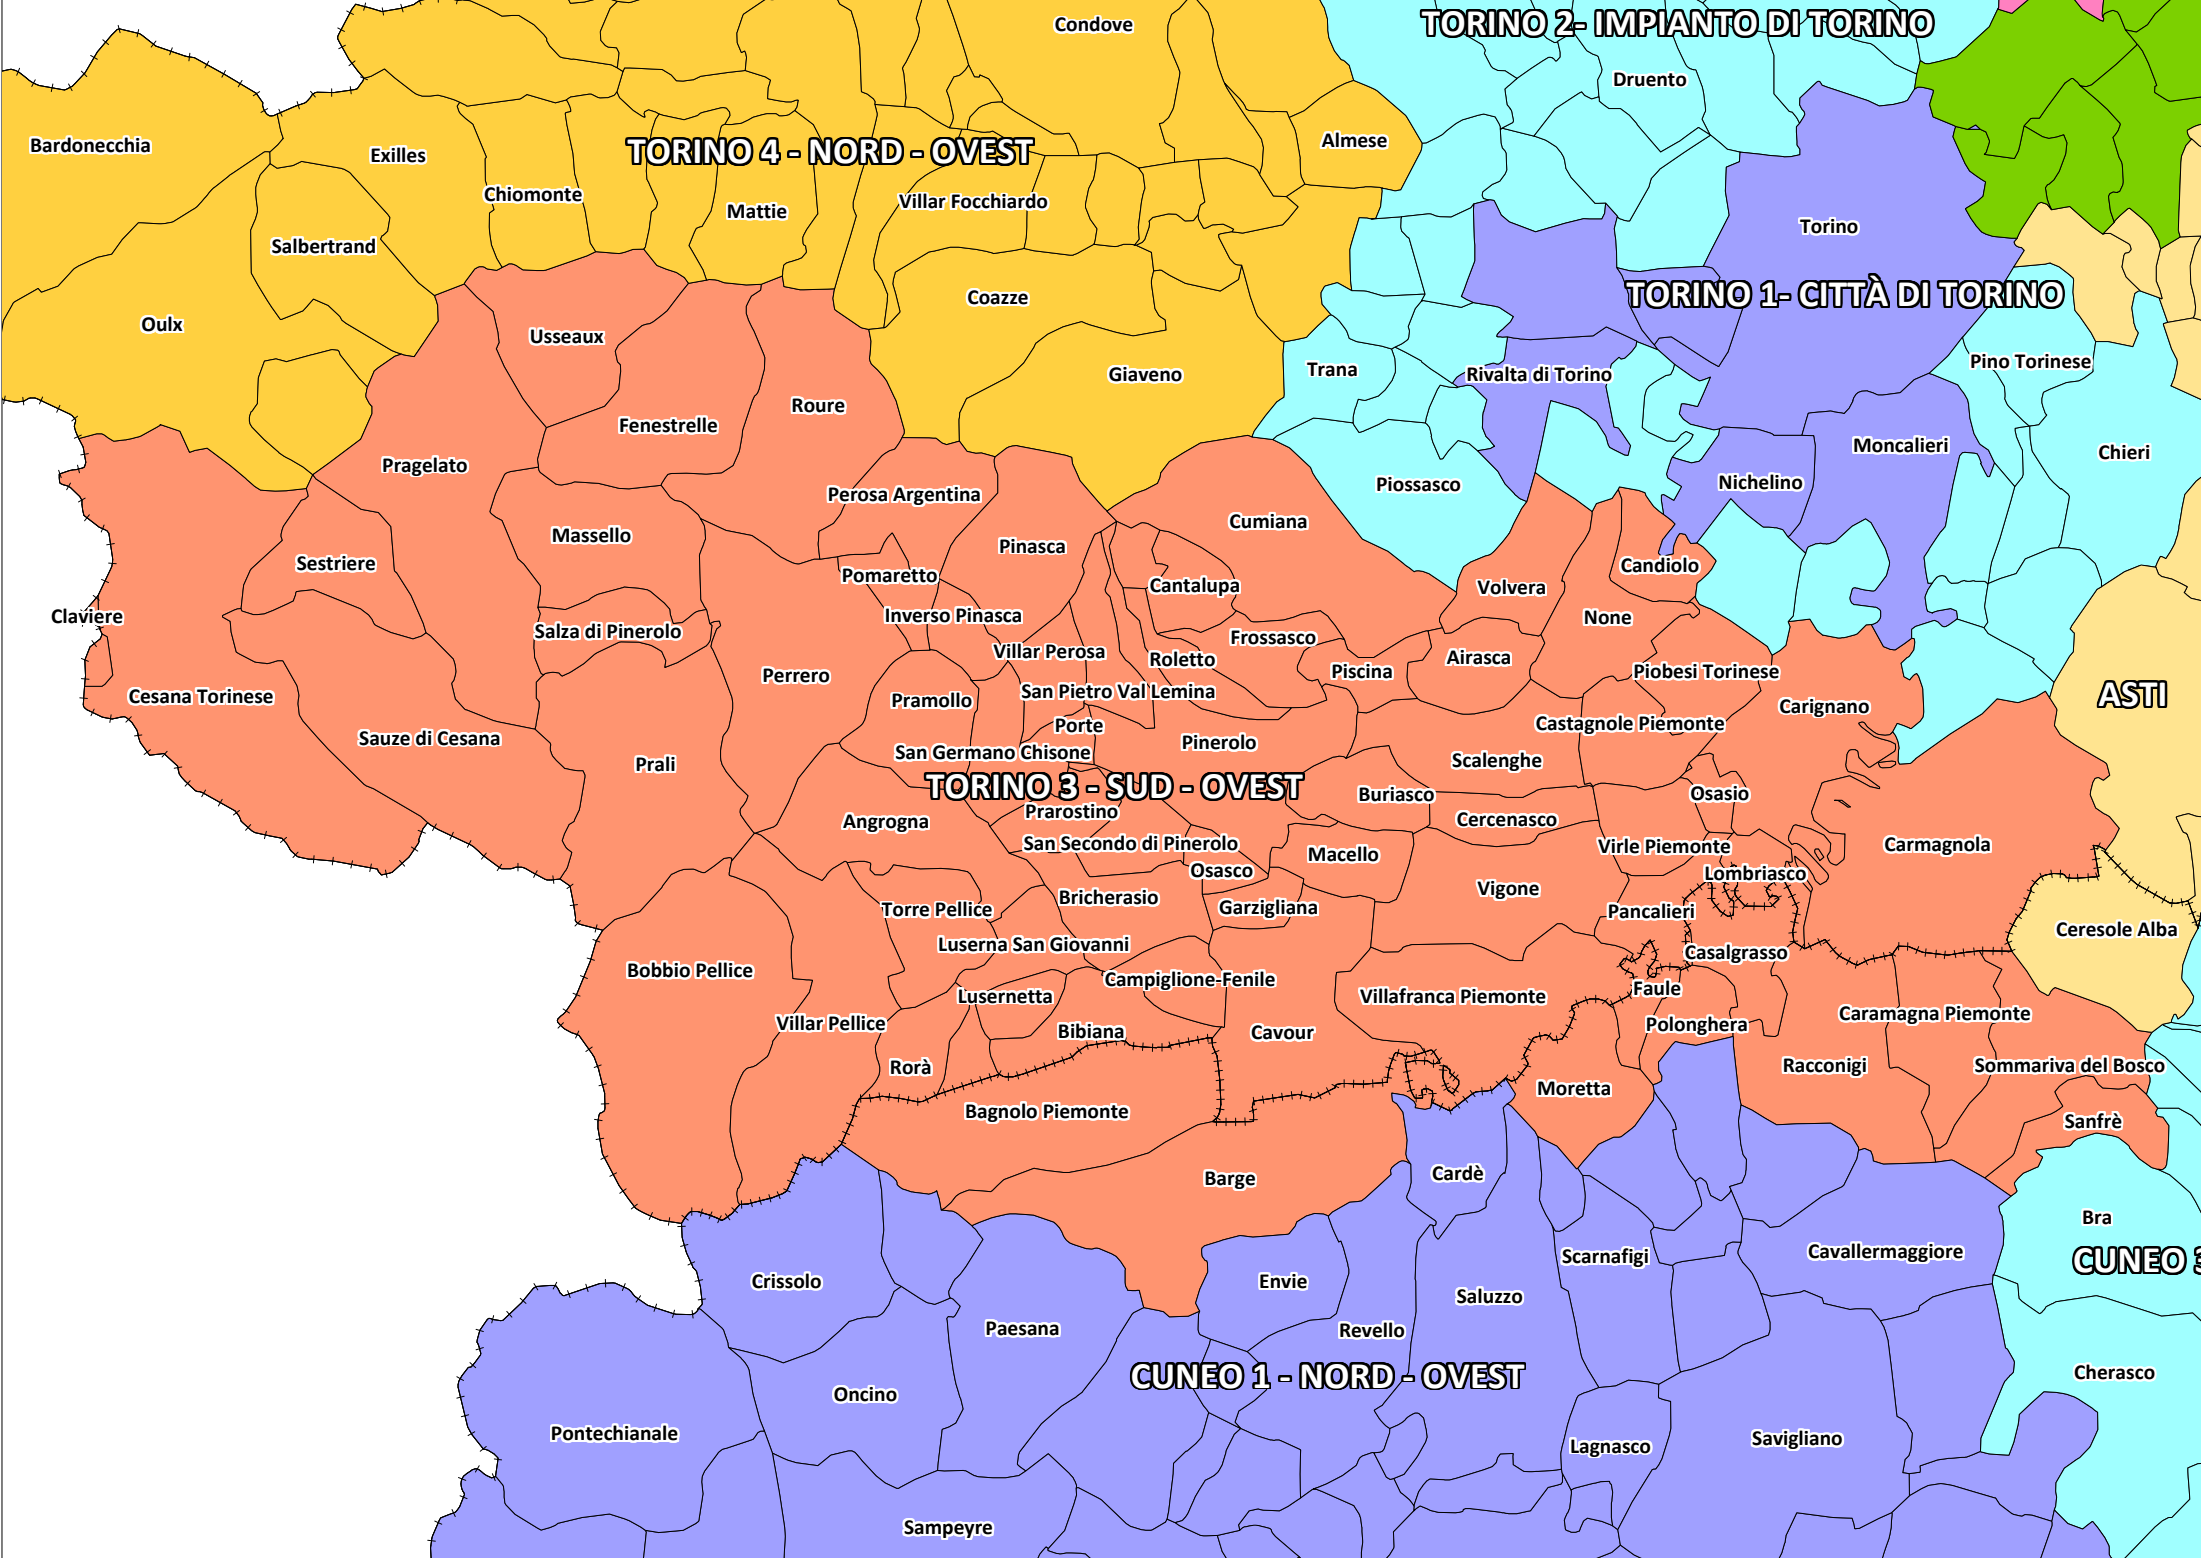 Condove
TORINO 2- IMPIANTO DI TORINO
Druento
Bardonecchia
Exilles
TORINO 4 - NORD - OVEST
Almese
Chiomonte
Mattie
Villar Focchiardo
Torino
Salbertrand
Coazze
TORINO 1- CITTÀ DI TORINO
Oulx
Usseaux
Pino Torinese
Trana
Giaveno
Rivalta di Torino
Roure
Fenestrelle
Moncalieri
Chieri
Pragelato
Piossasco
Nichelino
Perosa Argentina
Cumiana
Massello
Pinasca
Sestriere
Candiolo
Pomaretto
Cantalupa
Volvera
Claviere
Inverso Pinasca
None
Salza di Pinerolo
Frossasco
Villar Perosa
Roletto
Airasca
Piscina
Piobesi Torinese
Perrero
San Pietro Val Lemina
ASTI
Cesana Torinese
Pramollo
Carignano
Porte
Castagnole Piemonte
Sauze di Cesana
Pinerolo
San Germano Chisone
Scalenghe
Prali
TORINO 3 - SUD - OVEST
Buriasco
Osasio
Prarostino
Angrogna
Cercenasco
San Secondo di Pinerolo
Macello
Virle Piemonte
Carmagnola
Osasco
Lombriasco
Vigone
Bricherasio
Torre Pellice
Garzigliana
Pancalieri
Ceresole Alba
Luserna San Giovanni
Casalgrasso
Bobbio Pellice
Campiglione-Fenile
Faule
Lusernetta
Villafranca Piemonte
Caramagna Piemonte
Villar Pellice
Bibiana
Cavour
Polonghera
Rorà
Racconigi
Sommariva del Bosco
Moretta
Bagnolo Piemonte
Sanfrè
Cardè
Barge
Bra
Cavallermaggiore
Scarnafigi
CUNEO 3
Crissolo
Envie
Saluzzo
Paesana
Revello
CUNEO 1 - NORD - OVEST
Cherasco
Oncino
Pontechianale
Savigliano
Lagnasco
Sampeyre